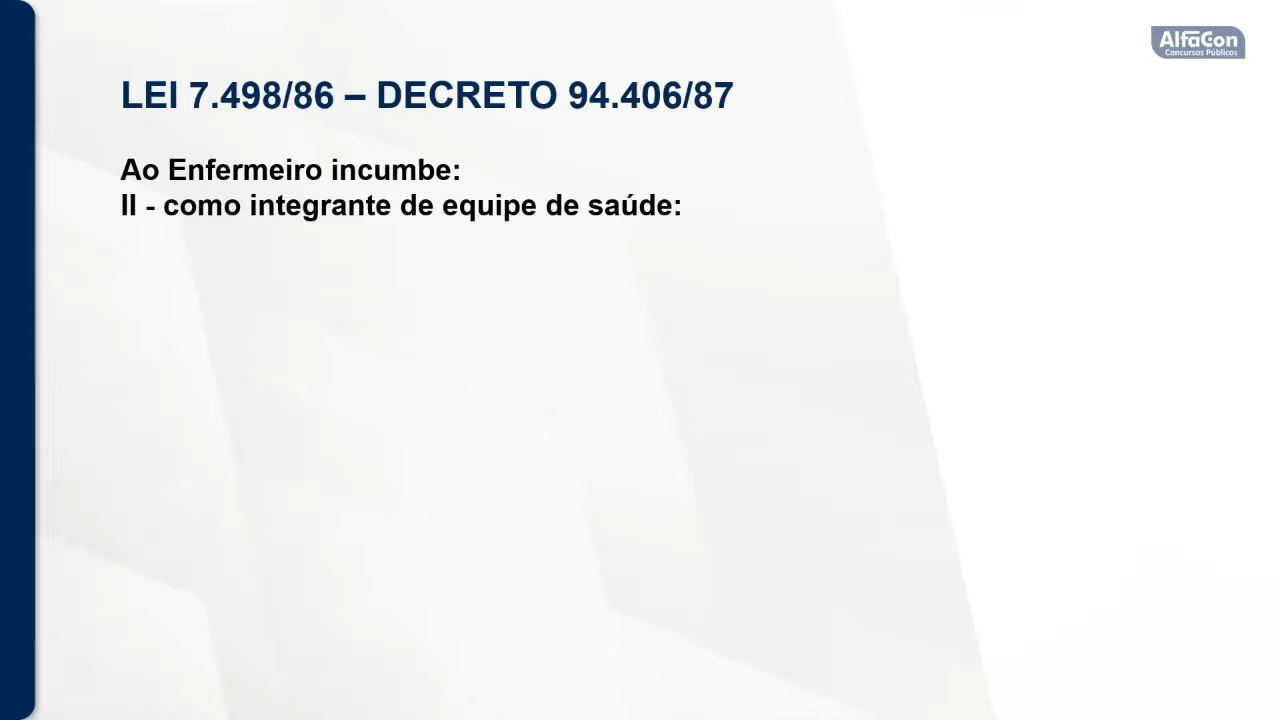 AlfaCon
Concursos Públicos
LEI 7.498/86 – DECRETO 94.406/87
Ao Enfermeiro incumbe:
II - como integrante de equipe de saúde: